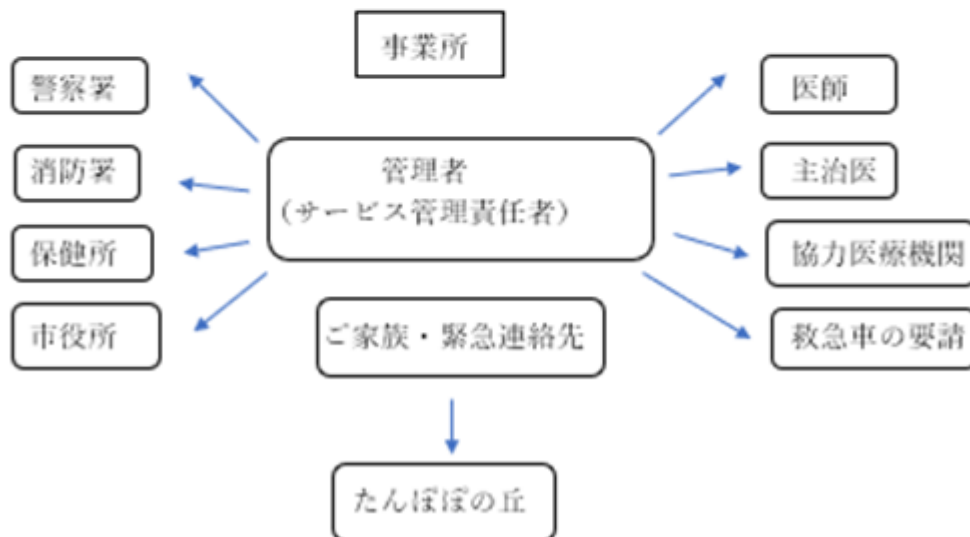 事業所
警察署
消防署
保健所
市役所
管理者
（サービス管理責任者）
ご家族・緊急連絡先
たんぽぽの丘
医師
主治医
協力医療機関
救急車の要請